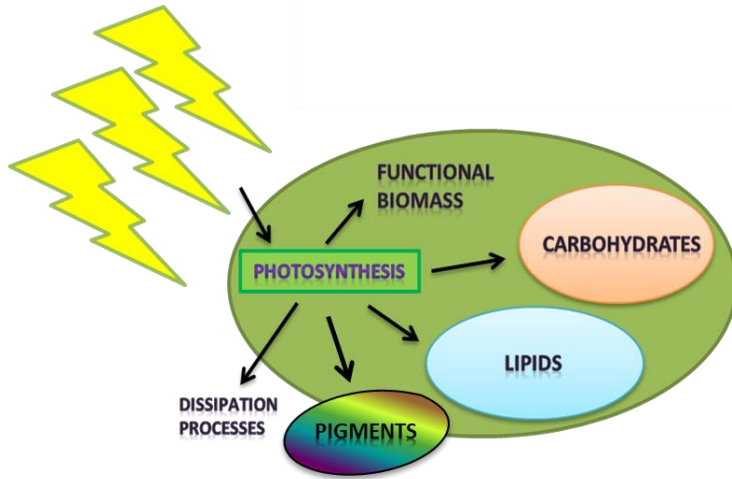 FUNCTIONAL
BIOMASS
CARBOHYDRATES
PHOTOSYNTHESIS
LIPIDS
DISSIPATION
PROCESSES
PIGMENTS